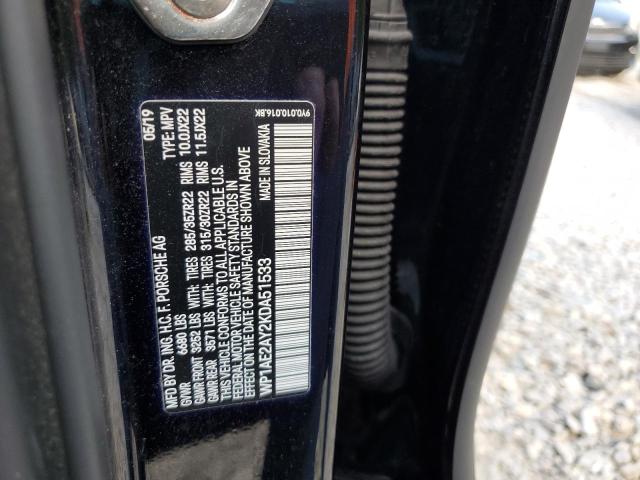 MFD BY DR. ING. H.C. F. PORSCHE AG 05/19
GVWR 6680 LBS TYPE: MPV
GAWR FRONT 3252 LBS WITH: TIRES 285/35ZR22 RIMS 10.0JX22
GAWR REAR 3671 LBS WITH: TIRES 315/30ZR22 RIMS 11.5JX22
THIS VEHICLE CONFORMS TO ALL APPLICABLE U.S.
FEDERAL MOTOR VEHICLE SAFETY STANDARDS IN
EFFECT ON THE DATE OF MANUFACTURE SHOWN ABOVE
WP1AE2AY2KDA51533 MADE IN SLOVAKIA
9Y0.010.016.BK